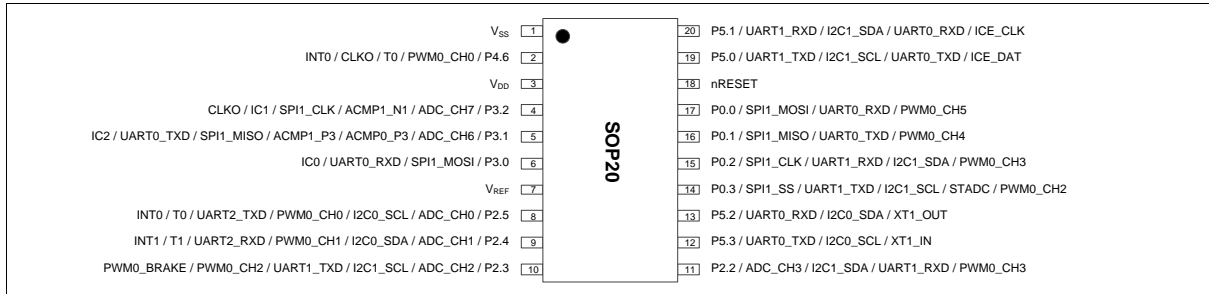 VSS 1
INT0 / CLKO / T0 / PWM0_CH0 / P4.6 2
VDD 3
CLKO / IC1 / SPI1_CLK / ACMP1_N1 / ADC_CH7 / P3.2 4
IC2 / UART0_TXD / SPI1_MISO / ACMP1_P3 / ACMP0_P3 / ADC_CH6 / P3.1 5
IC0 / UART0_RXD / SPI1_MOSI / P3.0 6
VREF 7
INT0 / T0 / UART2_TXD / PWM0_CH0 / I2C0_SCL / ADC_CH0 / P2.5 8
INT1 / T1 / UART2_RXD / PWM0_CH1 / I2C0_SDA / ADC_CH1 / P2.4 9
PWM0_BRAKE / PWM0_CH2 / UART1_TXD / I2C1_SCL / ADC_CH2 / P2.3 10
SOP20
20 P5.1 / UART1_RXD / I2C1_SDA / UART0_RXD / ICE_CLK
19 P5.0 / UART1_TXD / I2C1_SCL / UART0_TXD / ICE_DAT
18 nRESET
17 P0.0 / SPI1_MOSI / UART0_RXD / PWM0_CH5
16 P0.1 / SPI1_MISO / UART0_TXD / PWM0_CH4
15 P0.2 / SPI1_CLK / UART1_RXD / I2C1_SDA / PWM0_CH3
14 P0.3 / SPI1_SS / UART1_TXD / I2C1_SCL / STADC / PWM0_CH2
13 P5.2 / UART0_RXD / I2C0_SDA / XT1_OUT
12 P5.3 / UART0_TXD / I2C0_SCL / XT1_IN
11 P2.2 / ADC_CH3 / I2C1_SDA / UART1_RXD / PWM0_CH3